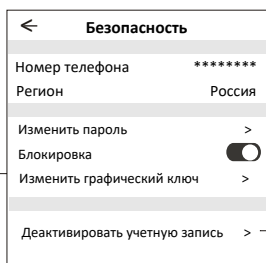 Безопасность
Номер телефона ********
Регион Россия
Изменить пароль >
Блокировка
Изменить графический ключ >
Деактивировать учетную запись >